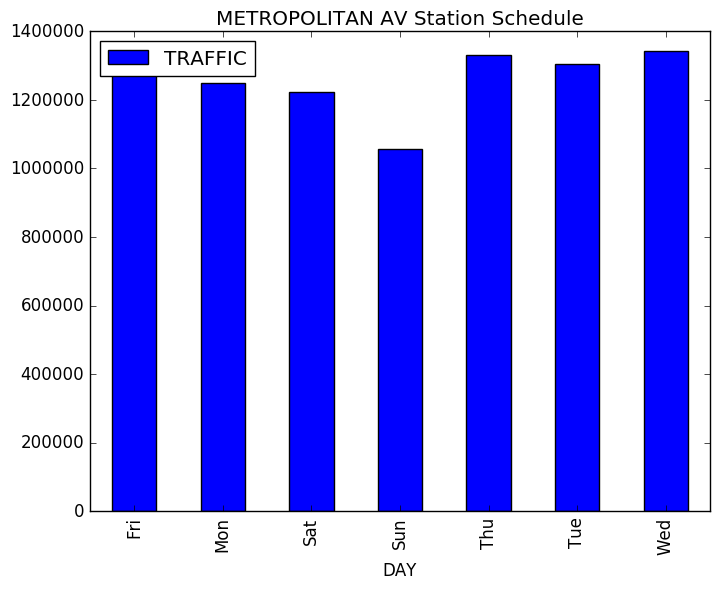 METROPOLITAN AV Station Schedule
TRAFFIC
1400000
1200000
1000000
800000
600000
400000
200000
0
Fri
Mon
Sat
Sun
Thu
Tue
Wed
DAY